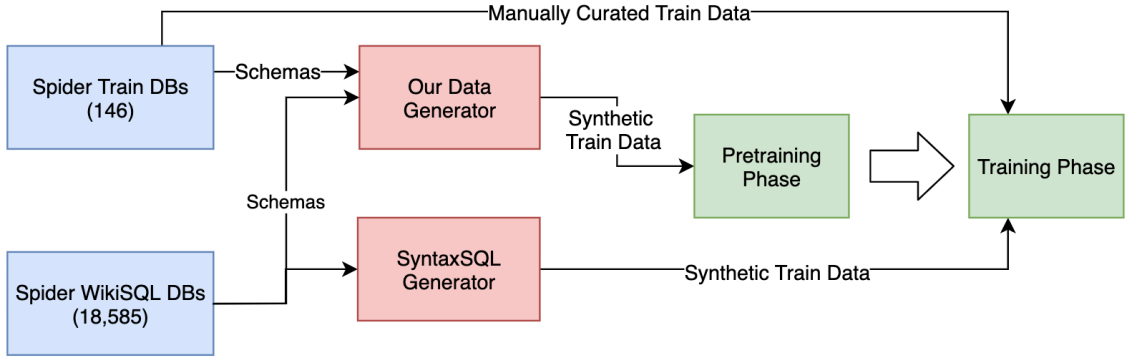 Manually Curated Train Data
Spider Train DBs
(146)
Schemas
Our Data
Generator
Synthetic
Train Data
Pretraining
Phase
Training Phase
Schemas
Spider WikiSQL DBs
(18,585)
SyntaxSQL
Generator
Synthetic Train Data